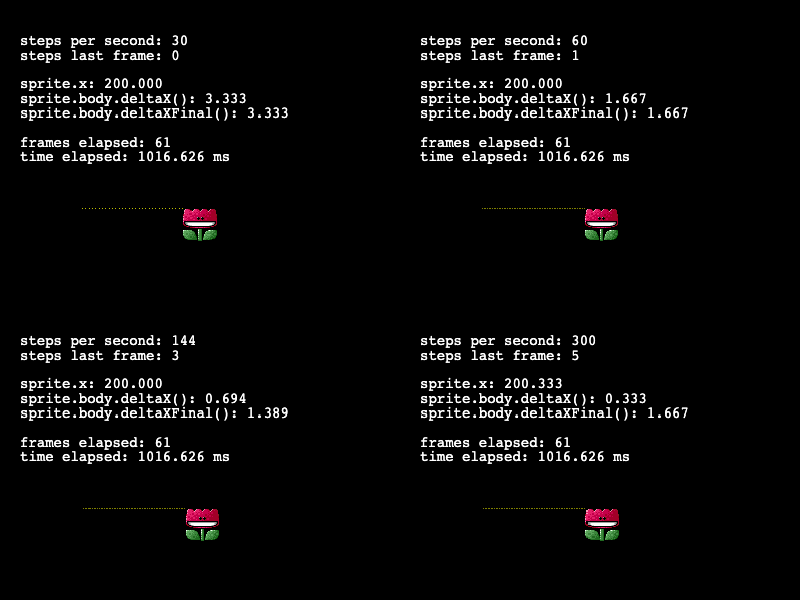 steps per second: 30
steps last frame: 0
sprite.x: 200.000
sprite.body.deltaX(): 3.333
sprite.body.deltaXFinal(): 3.333
frames elapsed: 61
time elapsed: 1016.626 ms
steps per second: 60
steps last frame: 1
sprite.x: 200.000
sprite.body.deltaX(): 1.667
sprite.body.deltaXFinal(): 1.667
frames elapsed: 61
time elapsed: 1016.626 ms
steps per second: 144
steps last frame: 3
sprite.x: 200.000
sprite.body.deltaX(): 0.694
sprite.body.deltaXFinal(): 1.389
frames elapsed: 61
time elapsed: 1016.626 ms
steps per second: 300
steps last frame: 5
sprite.x: 200.333
sprite.body.deltaX(): 0.333
sprite.body.deltaXFinal(): 1.667
frames elapsed: 61
time elapsed: 1016.626 ms